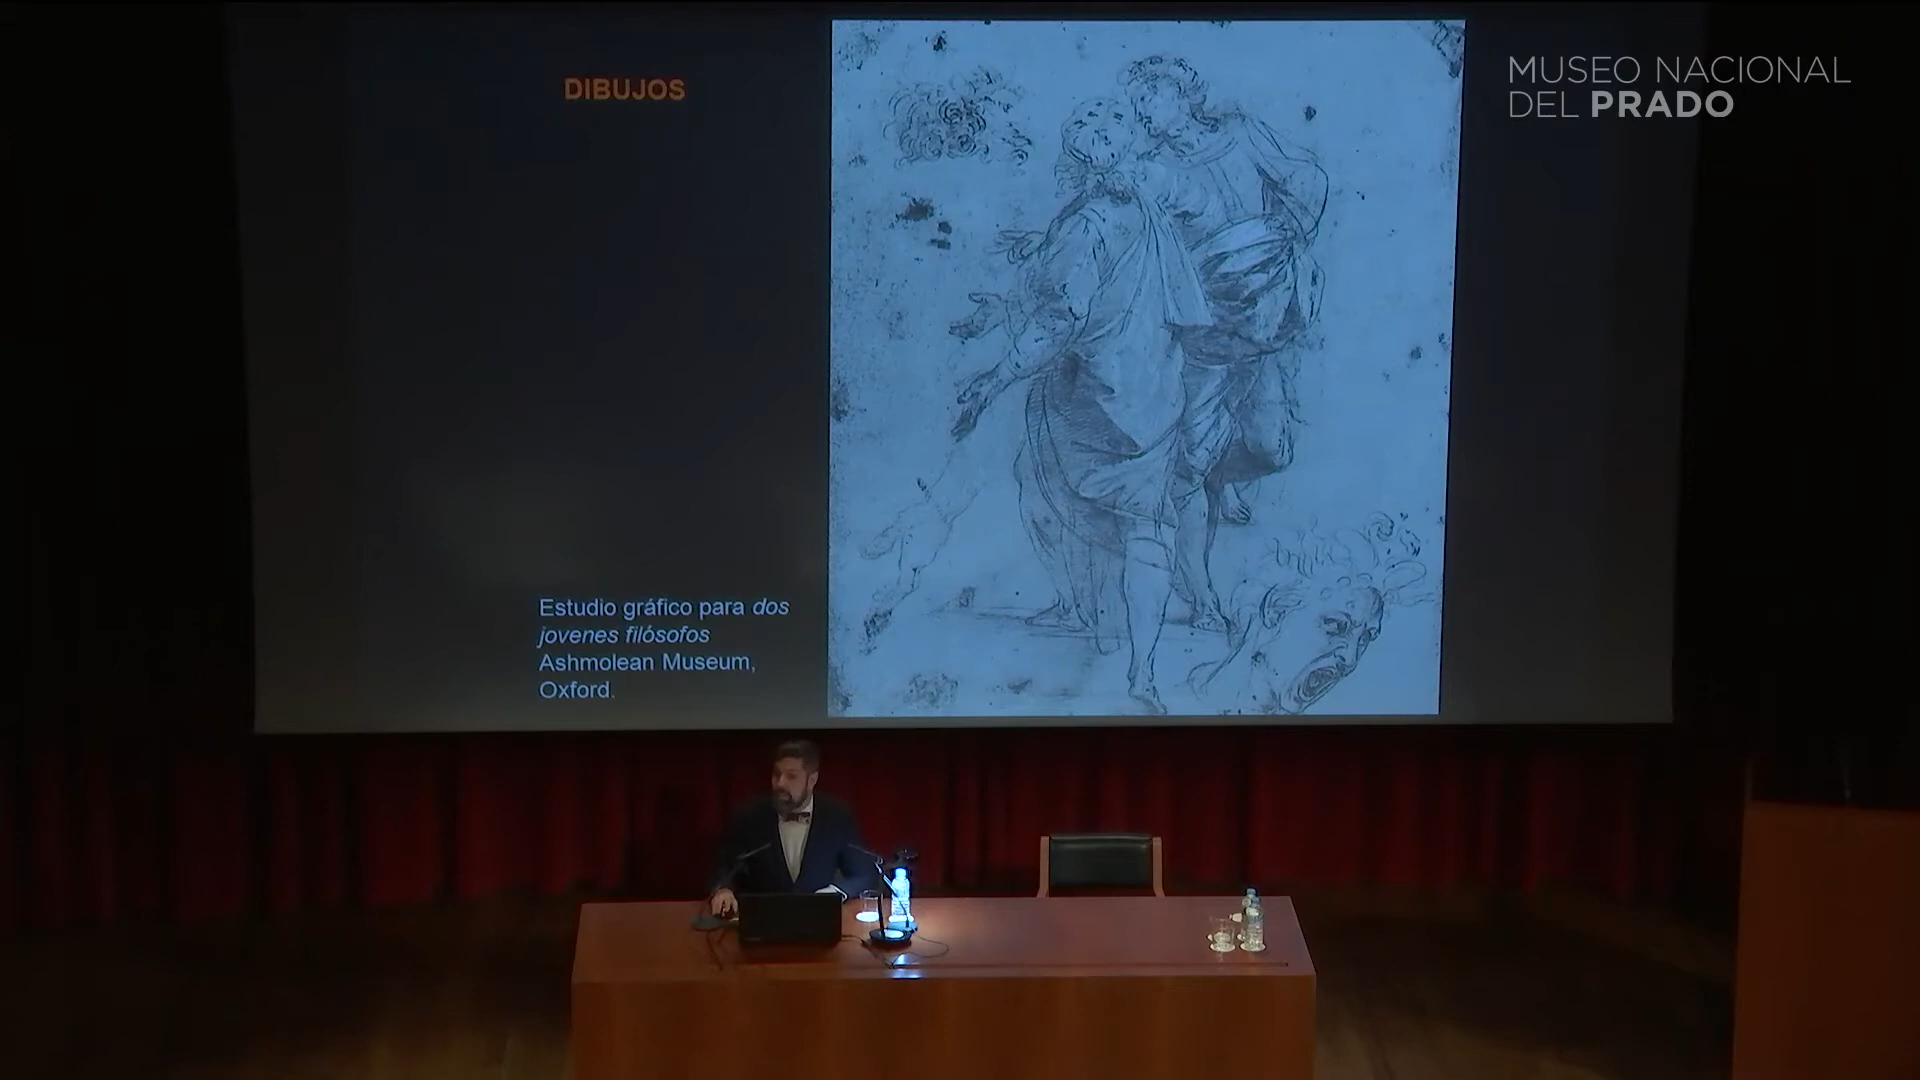 DIBUJOS
MUSEO NACIONAL
DEL PRADO
Estudio gráfico para dos
jovenes filósofos
Ashmolean Museum,
Oxford.